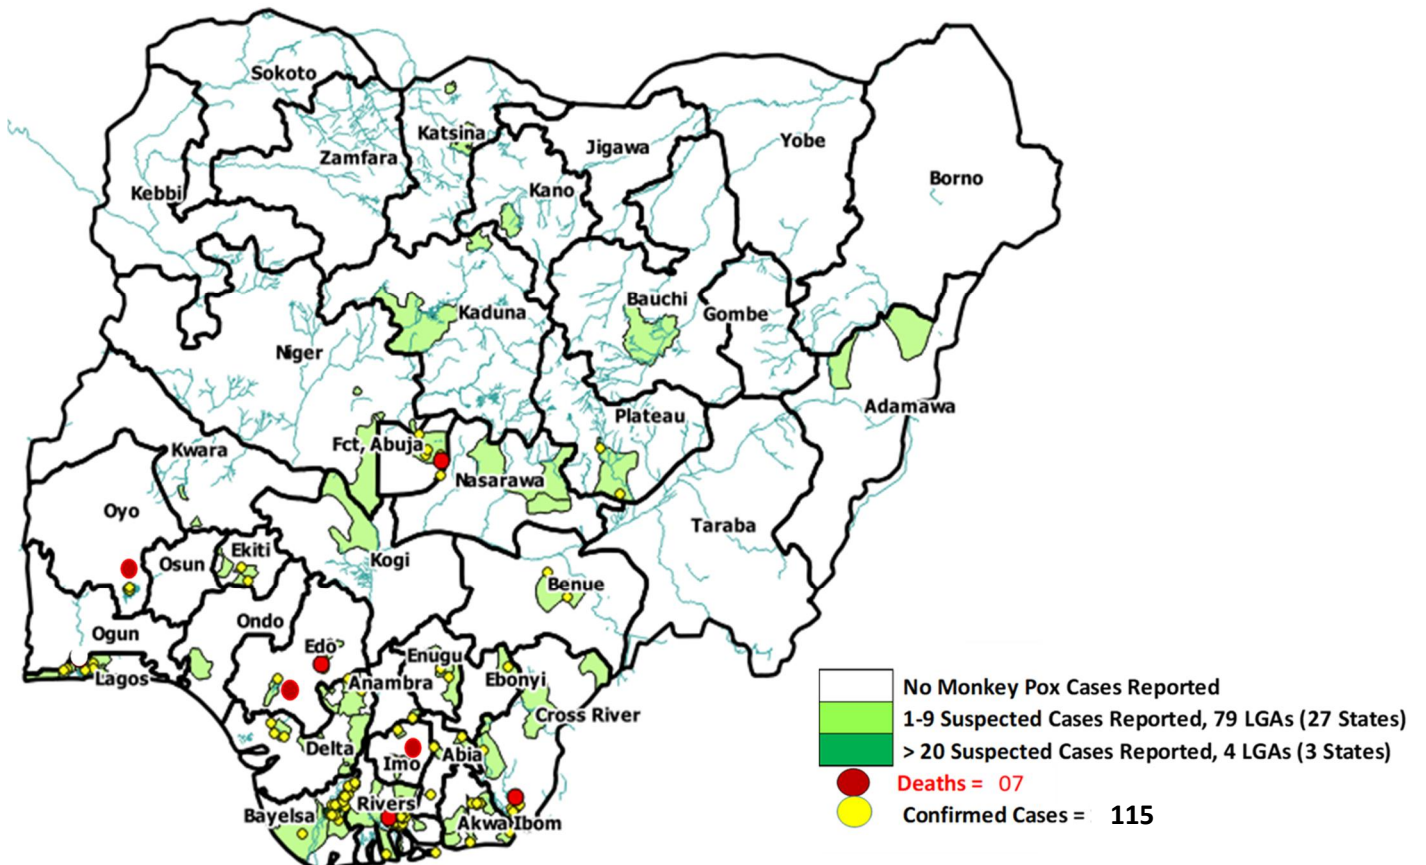 Sokoto
Katsina
Zamfara
Kebbi
Kano
Jigawa
Yobe
Borno
Kaduna
Bauchi
Gombe
Niger
Adamawa
Plateau
Fct, Abuja
Kwara
Nasarawa
Oyo
Taraba
Osun
Ekiti
Kogi
Benue
Ogun
Ondo
Edo
Lagos
Enugu
Anambra
Ebonyi
Cross River
Delta
Imo
Abia
Bayelsa
Rivers
Akwa Ibom
No Monkey Pox Cases Reported
1-9 Suspected Cases Reported, 79 LGAs (27 States)
> 20 Suspected Cases Reported, 4 LGAs (3 States)
Deaths = 07
Confirmed Cases = 115